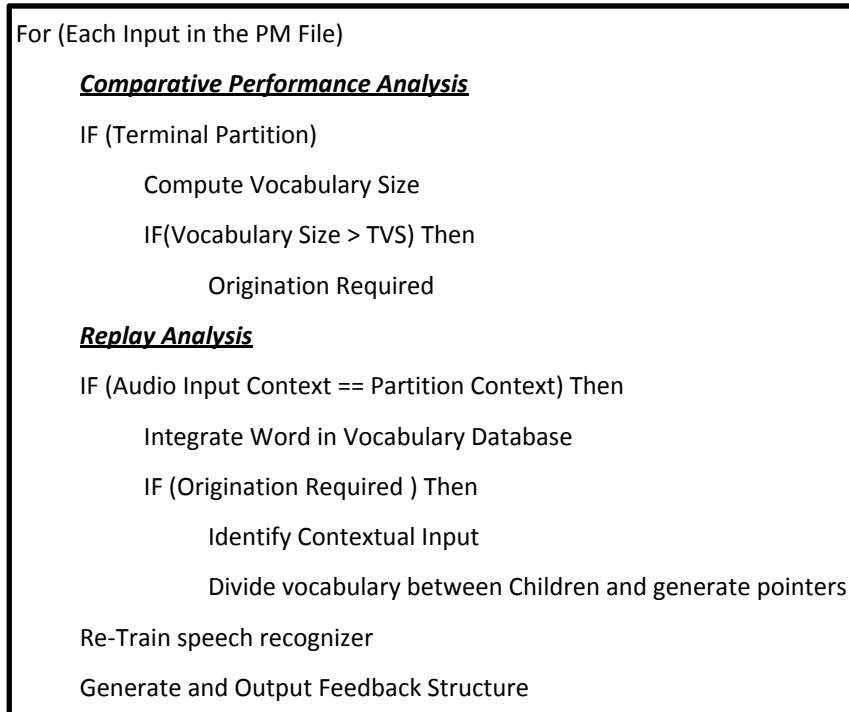 For (Each Input in the PM File)
Comparative Performance Analysis
IF (Terminal Partition)
Compute Vocabulary Size
IF(Vocabulary Size > TVS) Then
Origination Required
Replay Analysis
IF (Audio Input Context == Partition Context) Then
Integrate Word in Vocabulary Database
IF (Origination Required ) Then
Identify Contextual Input
Divide vocabulary between Children and generate pointers
Re-Train speech recognizer
Generate and Output Feedback Structure